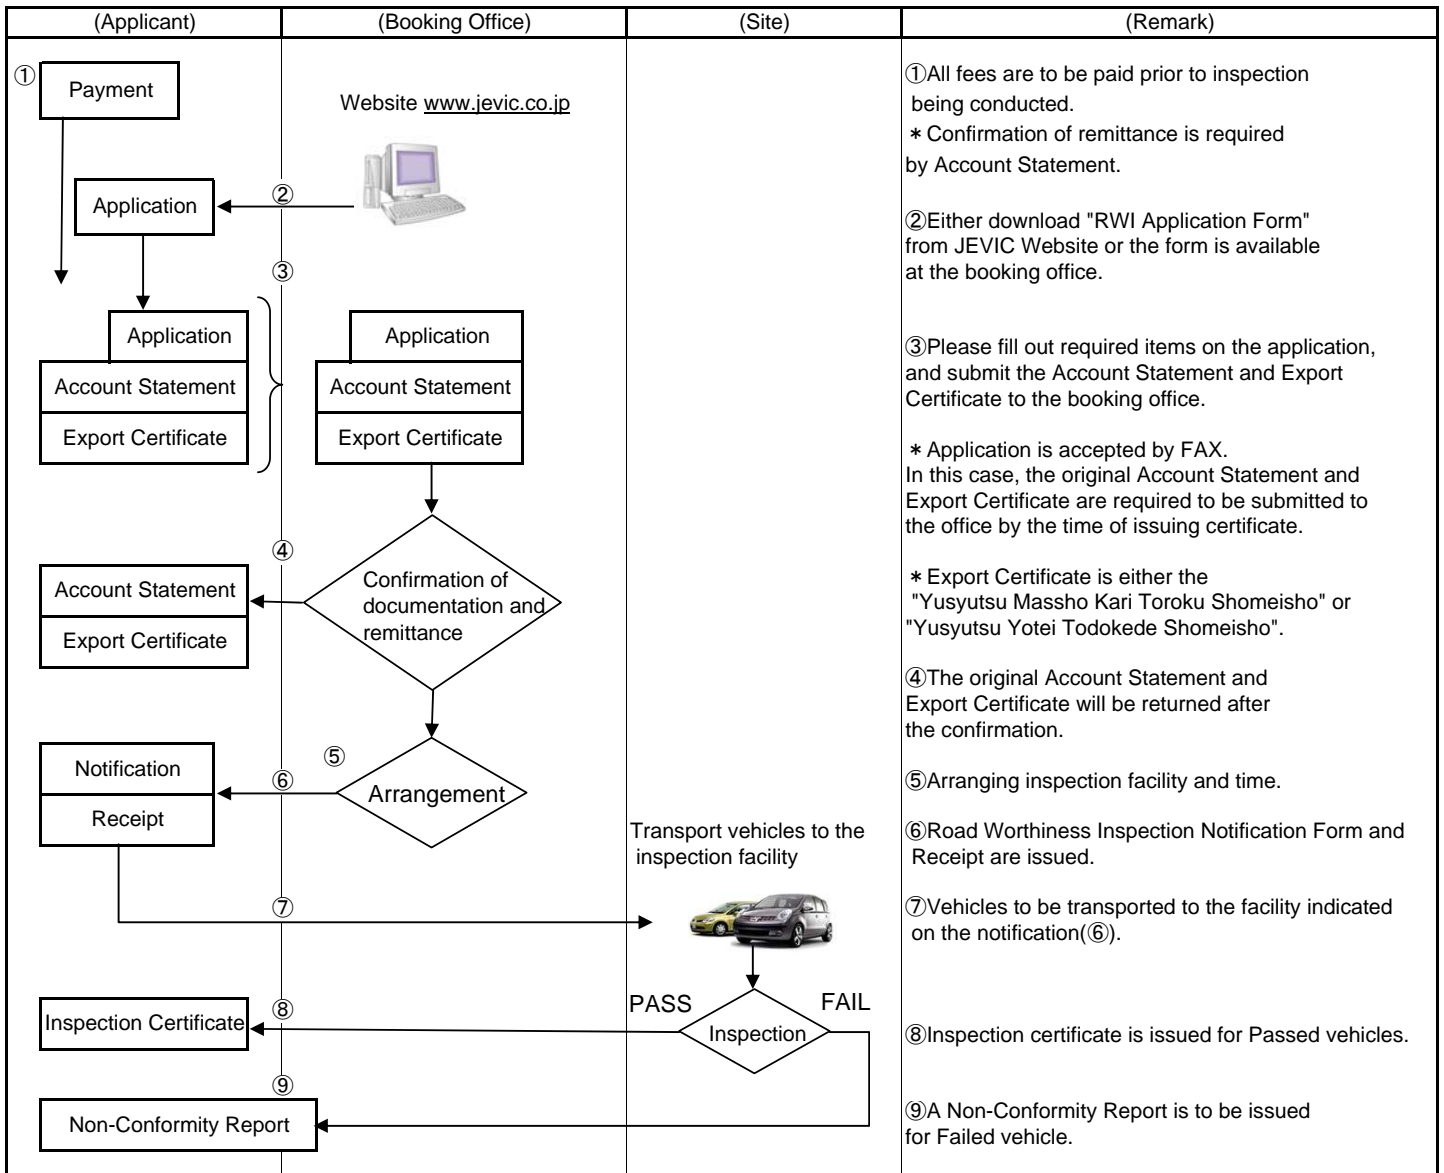 (Applicant)
(Booking Office)
(Site)
(Remark)
①
Payment
Website www.jevic.co.jp
Application
②
③
Application
Account Statement
Export Certificate
Application
Account Statement
Export Certificate
④
Confirmation of
documentation and
remittance
Account Statement
Export Certificate
⑤
Arrangement
⑥
Notification
Receipt
Transport vehicles to the
inspection facility
⑦
PASS
FAIL
Inspection
⑧
Inspection Certificate
⑨
Non-Conformity Report
①All fees are to be paid prior to inspection
being conducted.
* Confirmation of remittance is required
by Account Statement.
②Either download "RWI Application Form"
from JEVIC Website or the form is available
at the booking office.
③Please fill out required items on the application,
and submit the Account Statement and Export
Certificate to the booking office.
* Application is accepted by FAX.
In this case, the original Account Statement and
Export Certificate are required to be submitted to
the office by the time of issuing certificate.
* Export Certificate is either the
"Yusyutsu Massho Kari Toroku Shomeisho" or
"Yusyutsu Yotei Todokede Shomeisho".
④The original Account Statement and
Export Certificate will be returned after
the confirmation.
⑤Arranging inspection facility and time.
⑥Road Worthiness Inspection Notification Form and
Receipt are issued.
⑦Vehicles to be transported to the facility indicated
on the notification(⑥).
⑧Inspection certificate is issued for Passed vehicles.
⑨A Non-Conformity Report is to be issued
for Failed vehicle.